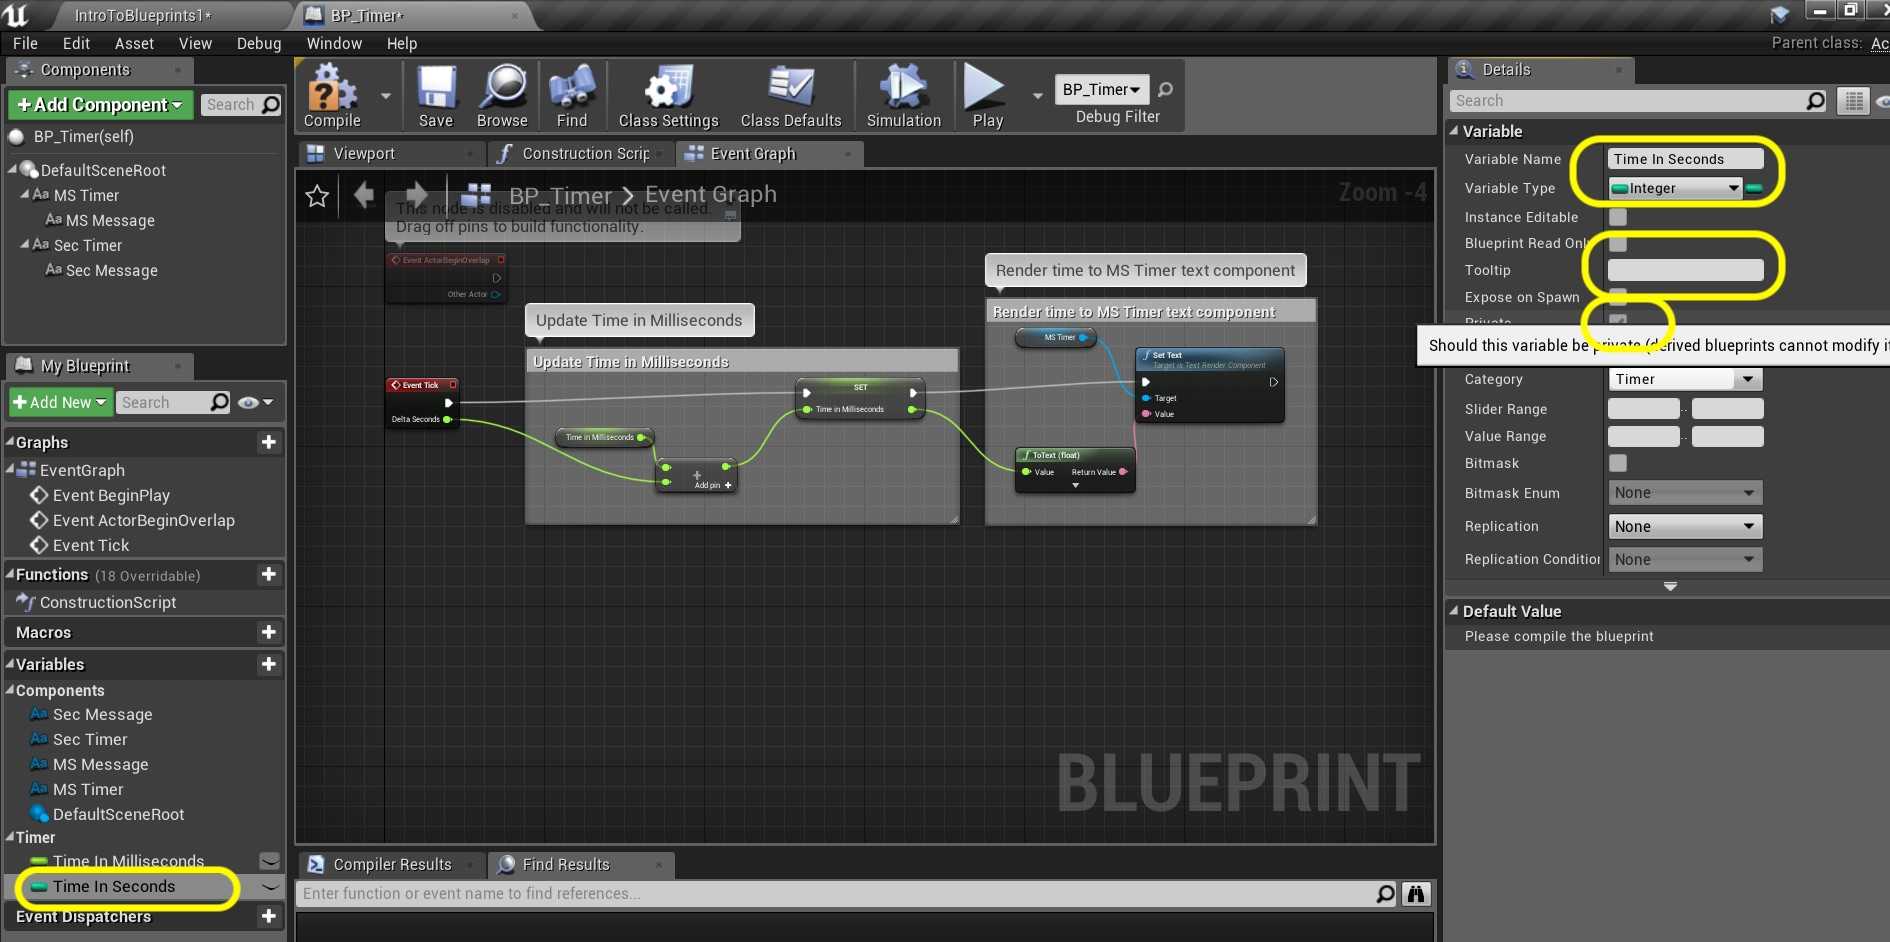 IntroToBlueprints1*
BP_Timer*
File Edit Asset View Debug Window Help
Parent class: Ac
Components
+Add Component
Search
BP_Timer(self)
DefaultSceneRoot
MS Timer
Aa MS Message
Aa Sec Timer
Aa Sec Message
Compile
Save
Browse
Find
Class Settings
Class Defaults
Simulation
Play
BP_Timer
Debug Filter
Viewport
Construction Scrip
Event Graph
BP_Timer > Event Graph
Zoom -4
This node is disabled and will not be called.
Drag off pins to build functionality.
Event ActorBeginOverlap
Other Actor
Update Time in Milliseconds
Update Time in Milliseconds
Event Tick
Delta Seconds
Time in Milliseconds
Add pin +
SET
Time in Milliseconds
Render time to MS Timer text component
Render time to MS Timer text component
MS Timer
Set Text
Target is Text Render Component
Target
Value
ToText (float)
Value Return Value
BLUEPRINT
My Blueprint
+Add New
Search
Graphs
EventGraph
Event BeginPlay
Event ActorBeginOverlap
Event Tick
Functions (18 Overridable)
ConstructionScript
Macros
Variables
Components
Aa Sec Message
Aa Sec Timer
Aa MS Message
Aa MS Timer
DefaultSceneRoot
Timer
Time In Milliseconds
Time In Seconds
Event Dispatchers
Compiler Results
Find Results
Enter function or event name to find references...
Details
Search
Variable
Variable Name Time In Seconds
Variable Type Integer
Instance Editable
Blueprint Read Only
Tooltip
Expose on Spawn
Private
Should this variable be private (derived blueprints cannot modify it
Category Timer
Slider Range ..
Value Range ..
Bitmask
Bitmask Enum None
Replication None
Replication Condition None
Default Value
Please compile the blueprint